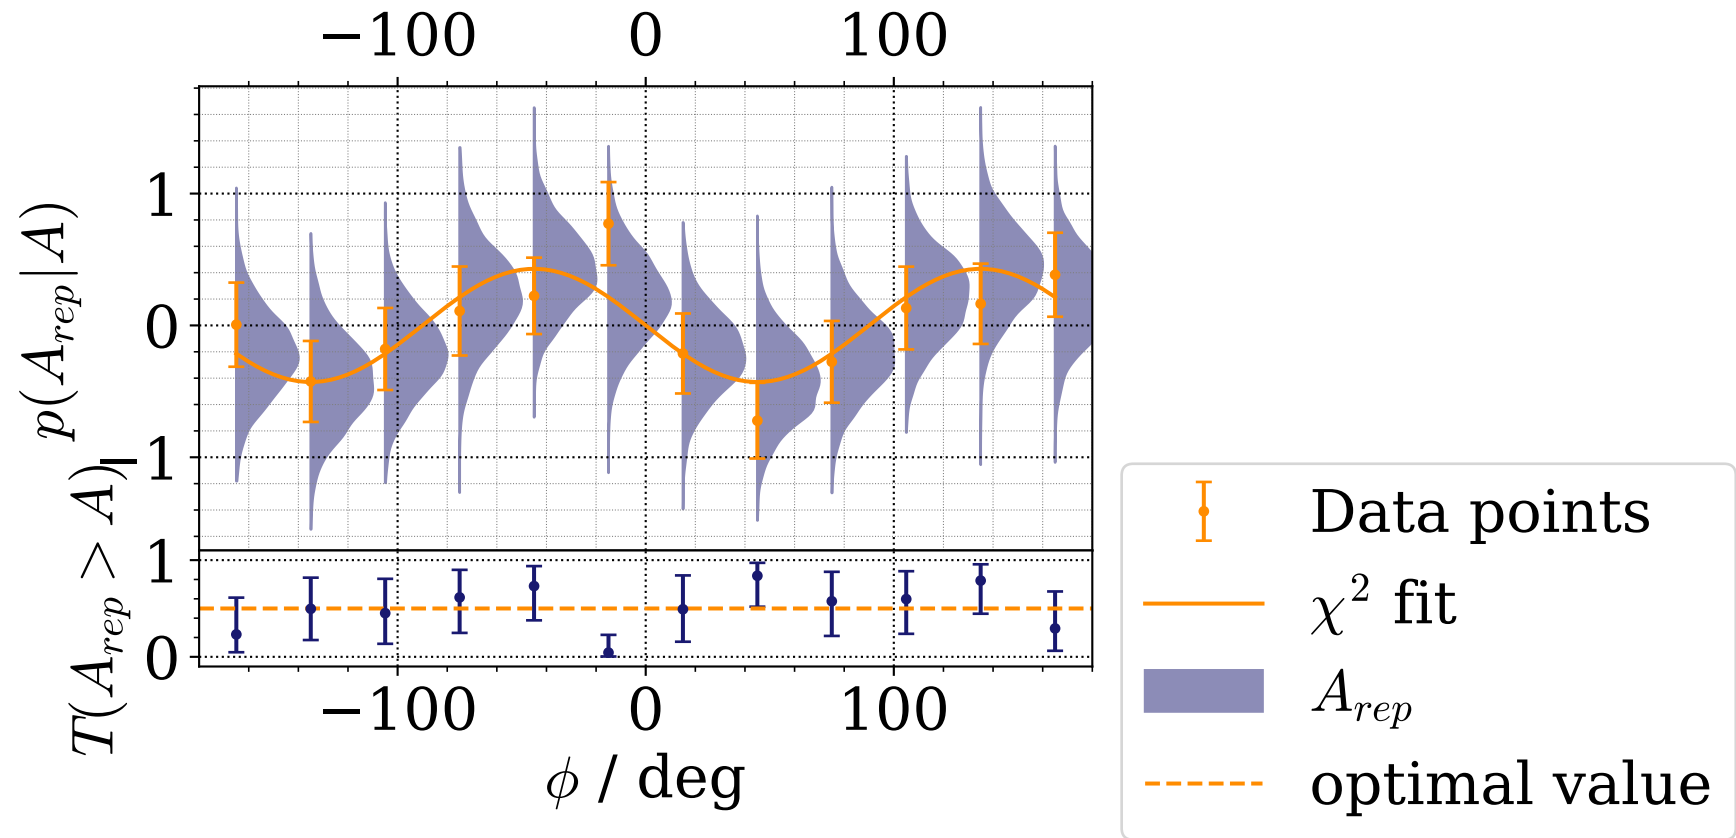 −100 0 100
p(A_rep|A)
1
0
−1
T(A_rep > A)
1
0
−100 0 100
ϕ / deg
Data points
χ² fit
A_rep
optimal value